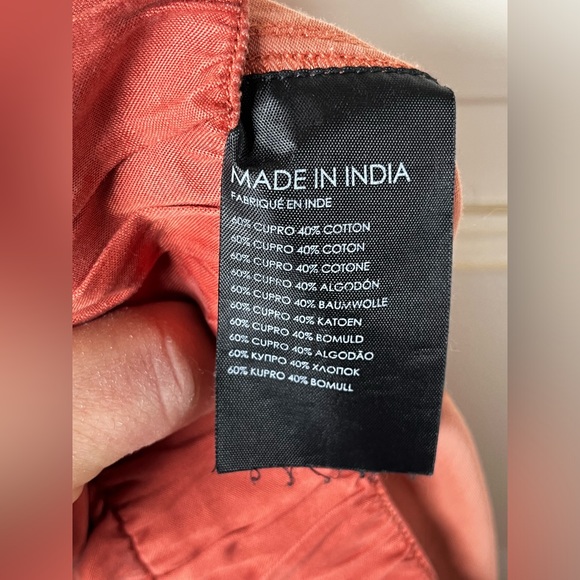 MADE IN INDIA
FABRIQUÉ EN INDE
60% CUPRO 40% COTTON
60% CUPRO 40% COTON
60% CUPRO 40% COTONE
60% CUPRO 40% ALGODÓN
60% CUPRO 40% BAUMWOLLE
60% CUPRO 40% KATOEN
60% CUPRO 40% BOMULD
60% CUPRO 40% ALGODÃO
60% КУПРО 40% ХЛОПОК
60% KUPRO 40% BOMULL